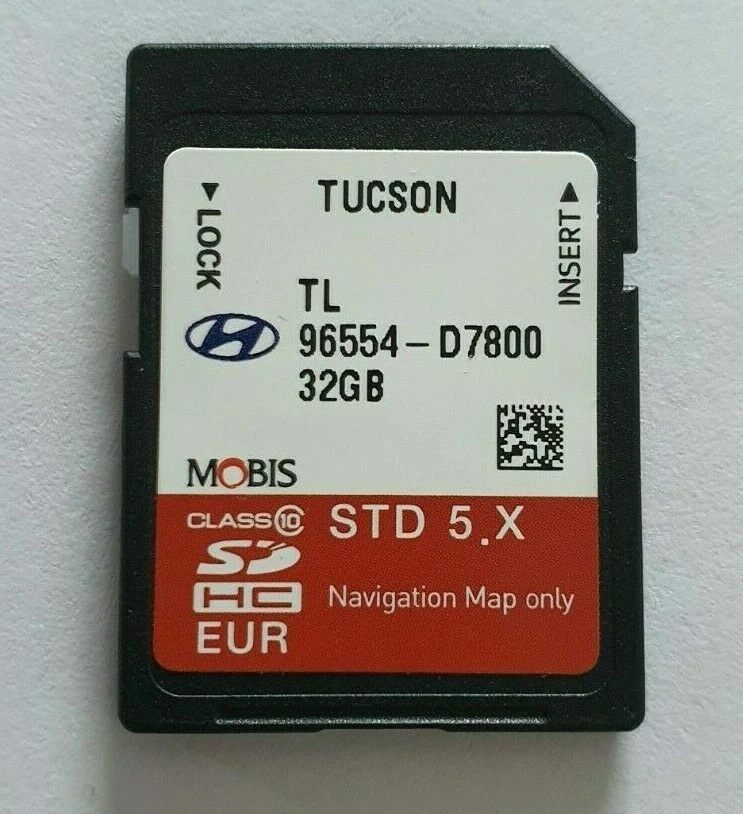 TUCSON
LOCK
INSERT
TL
96554-D7800
32GB
MOBIS
CLASS 10 STD 5.X
SD
HC
Navigation Map only
EUR